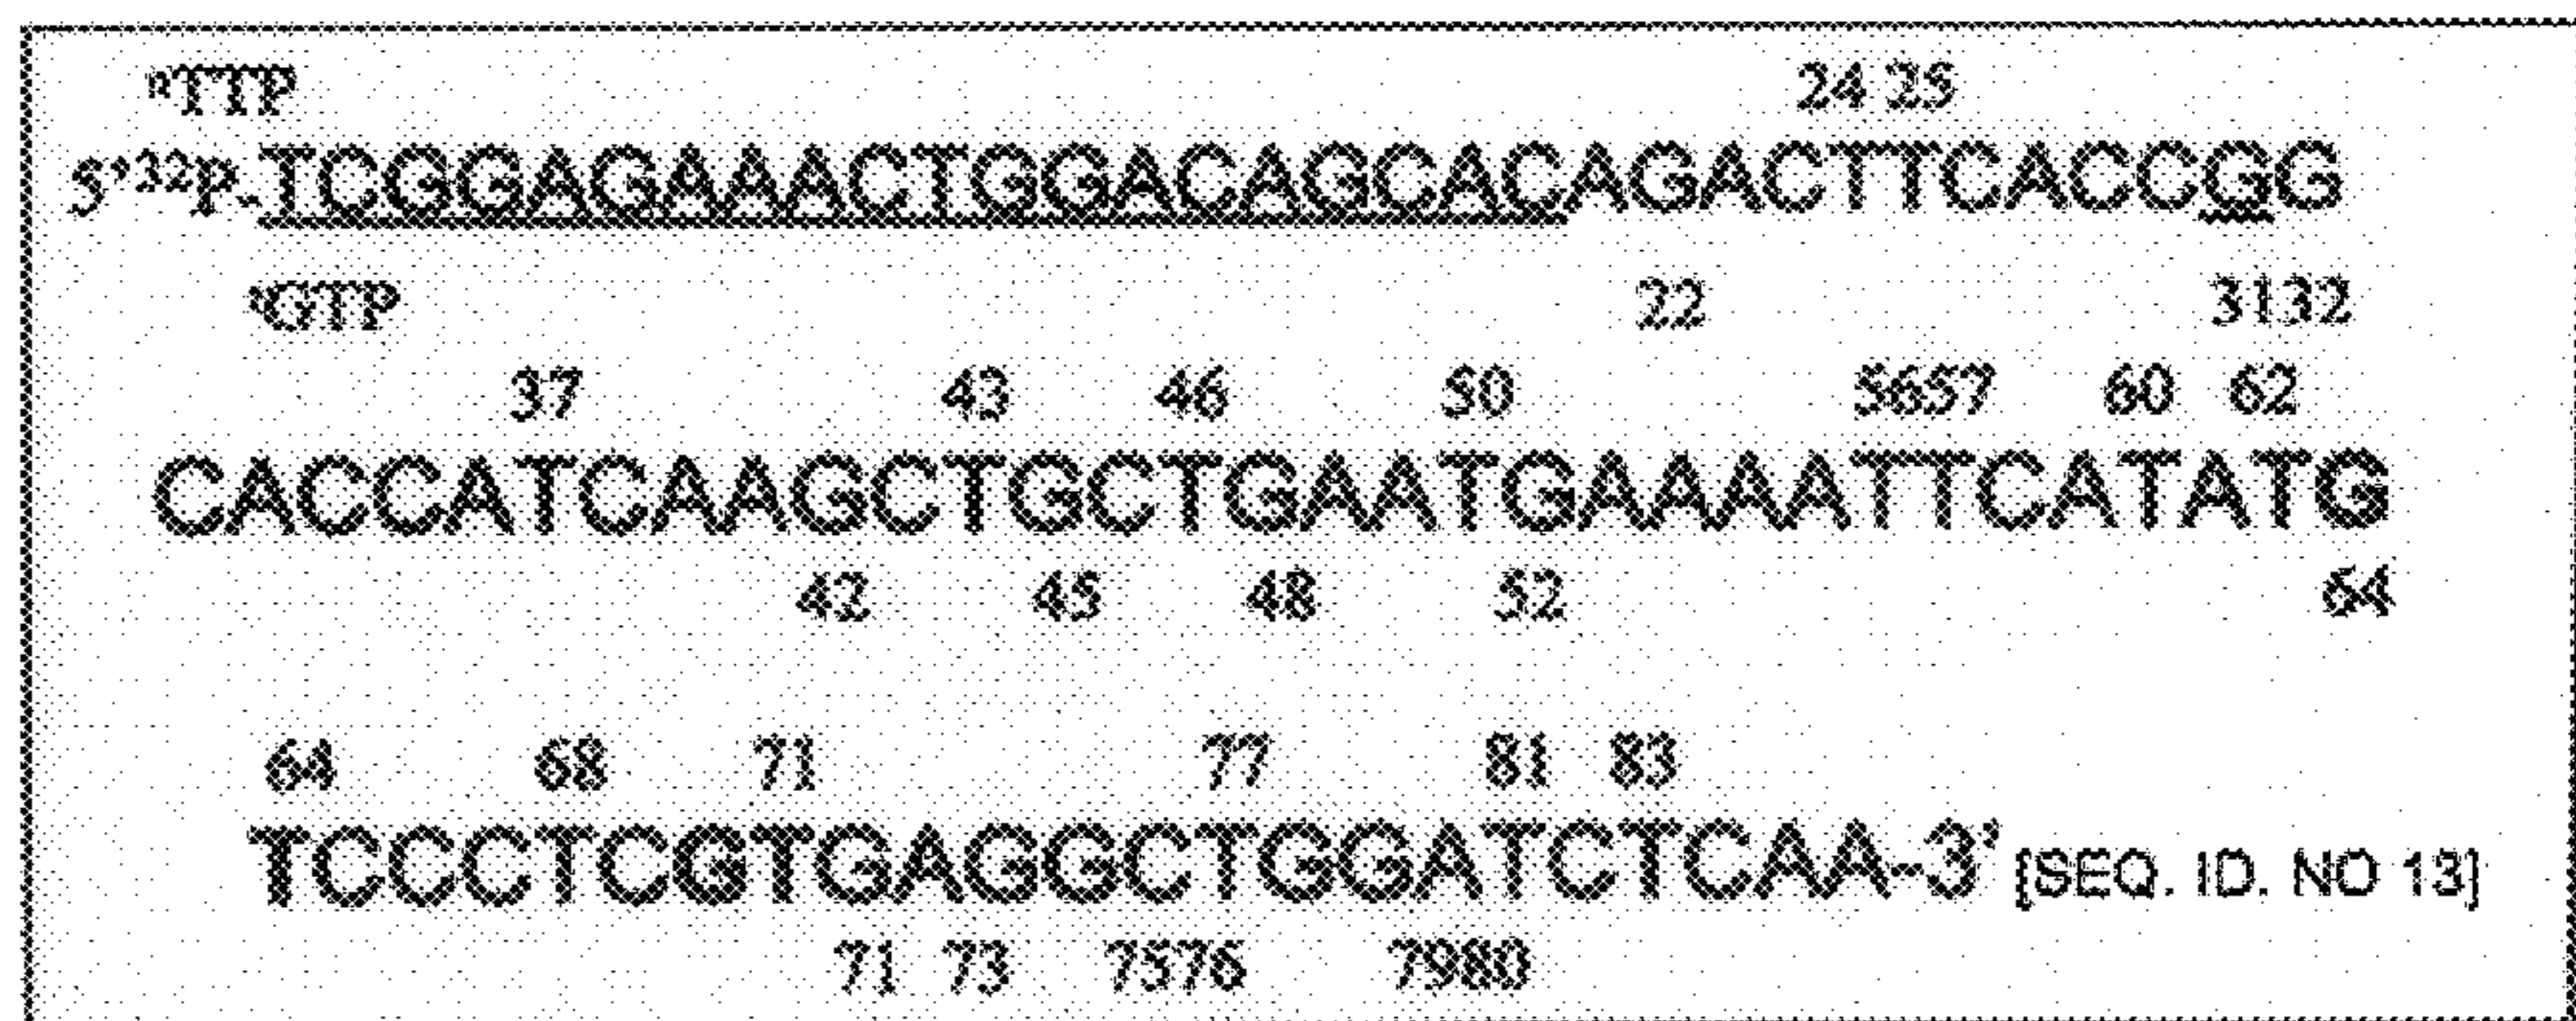 ⁿTTP 24 25
5'³²P-TCGGAGAAACTGGACAGCACAGACTTCACCGG
ⁿGTP 22 3132
37 43 46 50 5657 60 62
CACCATCAAGCTGCTGAATGAAAATTCATATG
42 45 48 52 64
64 68 71 77 81 83
TCCCTCGTGAGGCTGGATCTCAA-3' [SEQ. ID. NO 13]
71 73 7576 7980